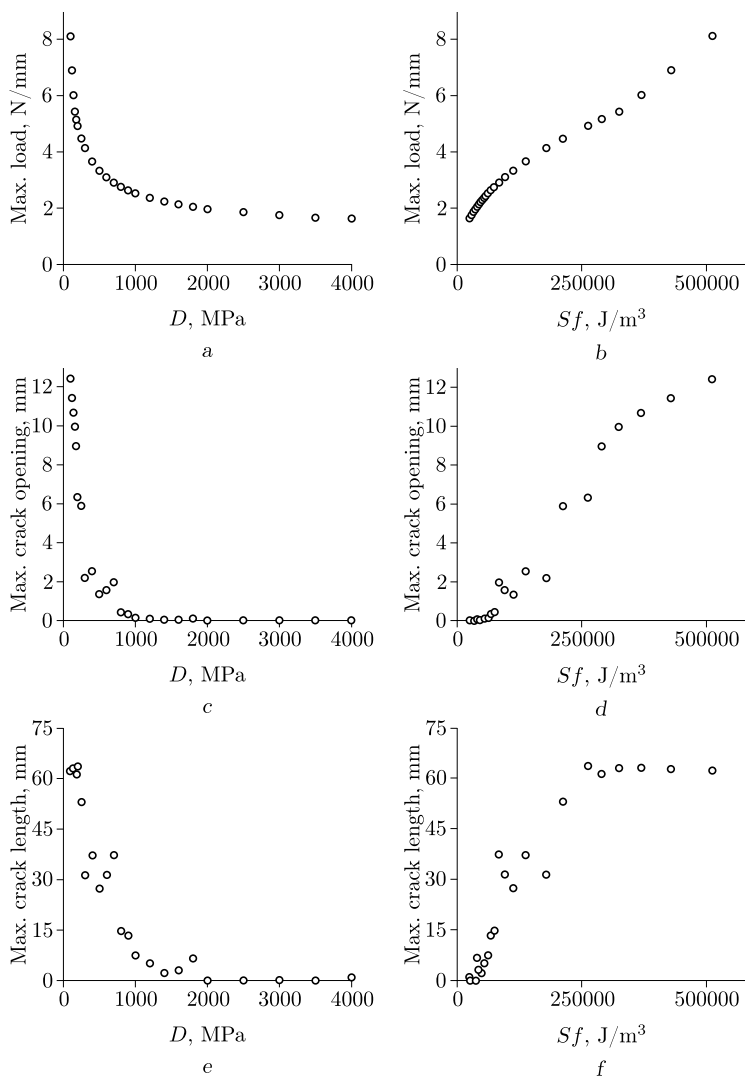 Max. load, N/mm
8
6
4
2
0
0 1000 2000 3000 4000
D, MPa
a
Max. load, N/mm
8
6
4
2
0
0 250000 500000
Sf, J/m³
b
Max. crack opening, mm
12
10
8
6
4
2
0
0 1000 2000 3000 4000
D, MPa
c
Max. crack opening, mm
12
10
8
6
4
2
0
0 250000 500000
Sf, J/m³
d
Max. crack length, mm
75
60
45
30
15
0
0 1000 2000 3000 4000
D, MPa
e
Max. crack length, mm
75
60
45
30
15
0
0 250000 500000
Sf, J/m³
f